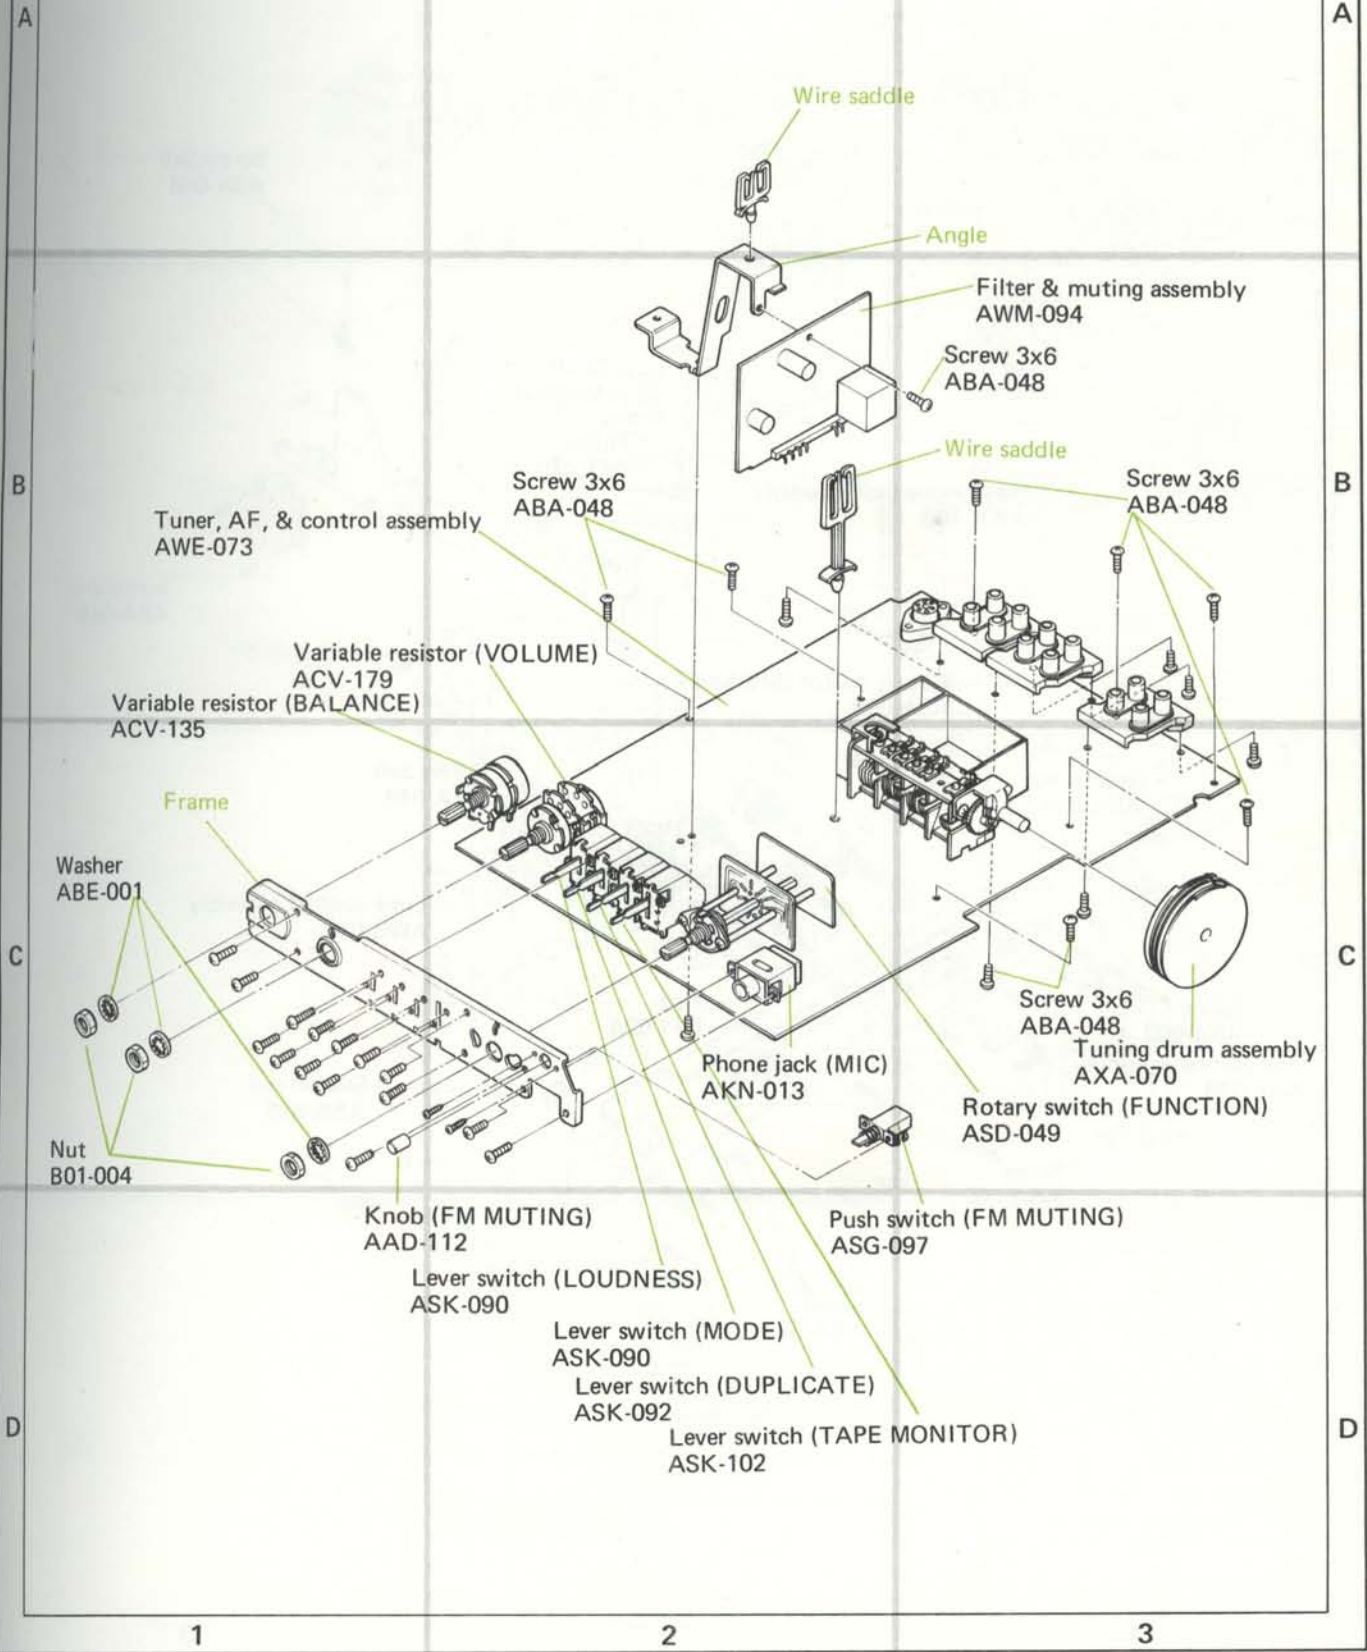 A
A
Wire saddle
Angle
Filter & muting assembly
AWM-094
Screw 3x6
ABA-048
Wire saddle
B
Screw 3x6
ABA-048
Screw 3x6
ABA-048
B
Tuner, AF, & control assembly
AWE-073
Variable resistor (VOLUME)
ACV-179
Variable resistor (BALANCE)
ACV-135
Frame
Washer
ABE-001
C
C
Screw 3x6
ABA-048
Tuning drum assembly
AXA-070
Phone jack (MIC)
AKN-013
Rotary switch (FUNCTION)
ASD-049
Nut
B01-004
Knob (FM MUTING)
AAD-112
Push switch (FM MUTING)
ASG-097
Lever switch (LOUDNESS)
ASK-090
Lever switch (MODE)
ASK-090
Lever switch (DUPLICATE)
ASK-092
D
Lever switch (TAPE MONITOR)
ASK-102
D
1
2
3